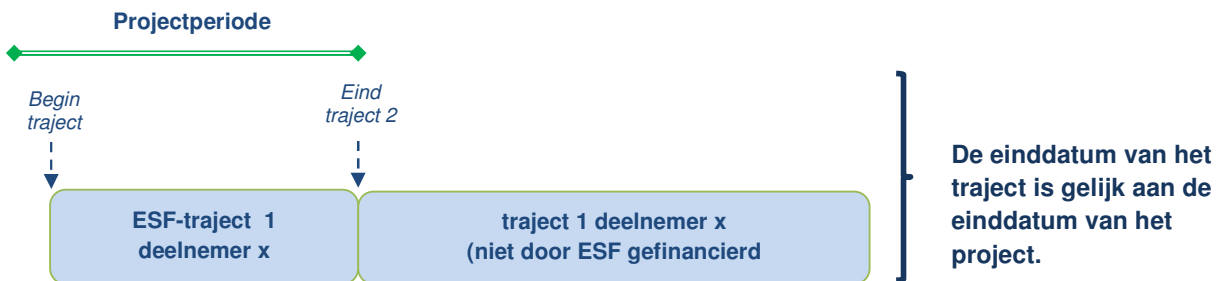 Projectperiode
Begin
traject
Eind
traject 2
ESF-traject 1
deelnemer x
traject 1 deelnemer x
(niet door ESF gefinancierd
De einddatum van het
traject is gelijk aan de
einddatum van het
project.